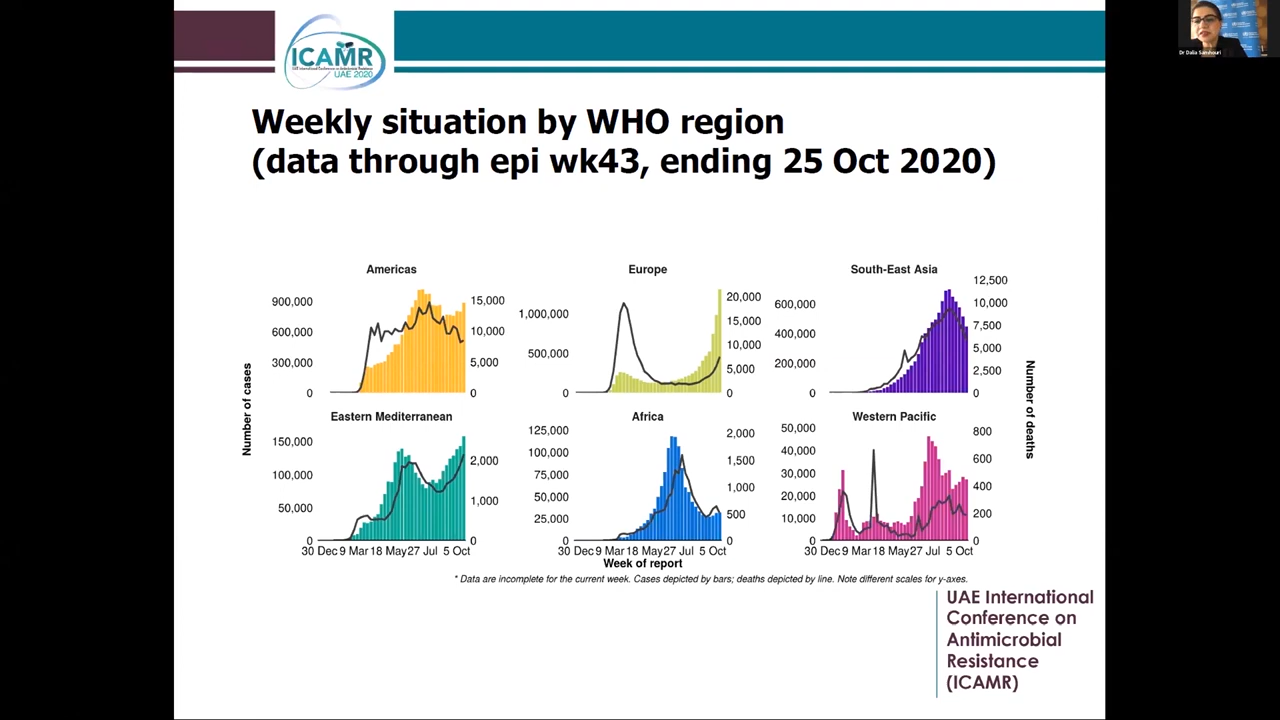 ICAMR
UAE 2020
Dr Dalia Samhouri
Weekly situation by WHO region
(data through epi wk43, ending 25 Oct 2020)
Number of cases
Number of deaths
Americas
900,000
600,000
300,000
0
15,000
10,000
5,000
0
Europe
1,000,000
500,000
0
20,000
15,000
10,000
5,000
0
South-East Asia
600,000
400,000
200,000
0
12,500
10,000
7,500
5,000
2,500
0
Eastern Mediterranean
150,000
100,000
50,000
0
2,000
1,000
0
30 Dec 9 Mar 18 May 27 Jul 5 Oct
Africa
125,000
100,000
75,000
50,000
25,000
0
2,000
1,500
1,000
500
0
30 Dec 9 Mar 18 May 27 Jul 5 Oct
Western Pacific
50,000
40,000
30,000
20,000
10,000
0
800
600
400
200
0
30 Dec 9 Mar 18 May 27 Jul 5 Oct
Week of report
* Data are incomplete for the current week. Cases depicted by bars; deaths depicted by line. Note different scales for y-axes.
UAE International
Conference on
Antimicrobial
Resistance
(ICAMR)